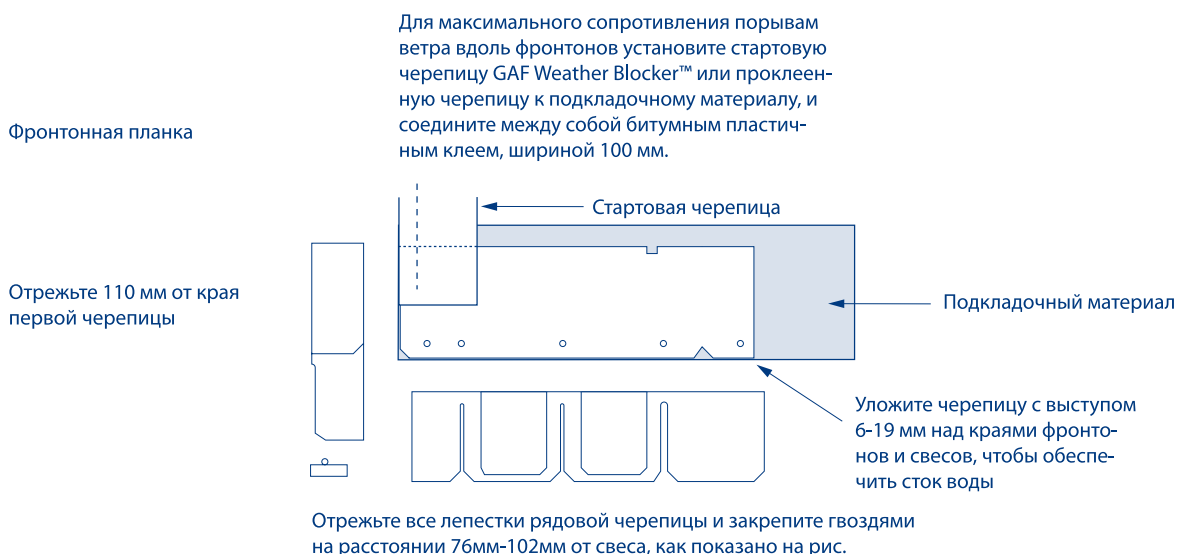 Для максимального сопротивления порывам
ветра вдоль фронтонов установите стартовую
черепицу GAF Weather Blocker™ или проклеен-
ную черепицу к подкладочному материалу, и
соедините между собой битумным пластич-
ным клеем, шириной 100 мм.
Фронтонная планка
Стартовая черепица
Отрежьте 110 мм от края
первой черепицы
Подкладочный материал
Уложите черепицу с выступом
6-19 мм над краями фронто-
нов и свесов, чтобы обеспе-
чить сток воды
Отрежьте все лепестки рядовой черепицы и закрепите гвоздями
на расстоянии 76мм-102мм от свеса, как показано на рис.